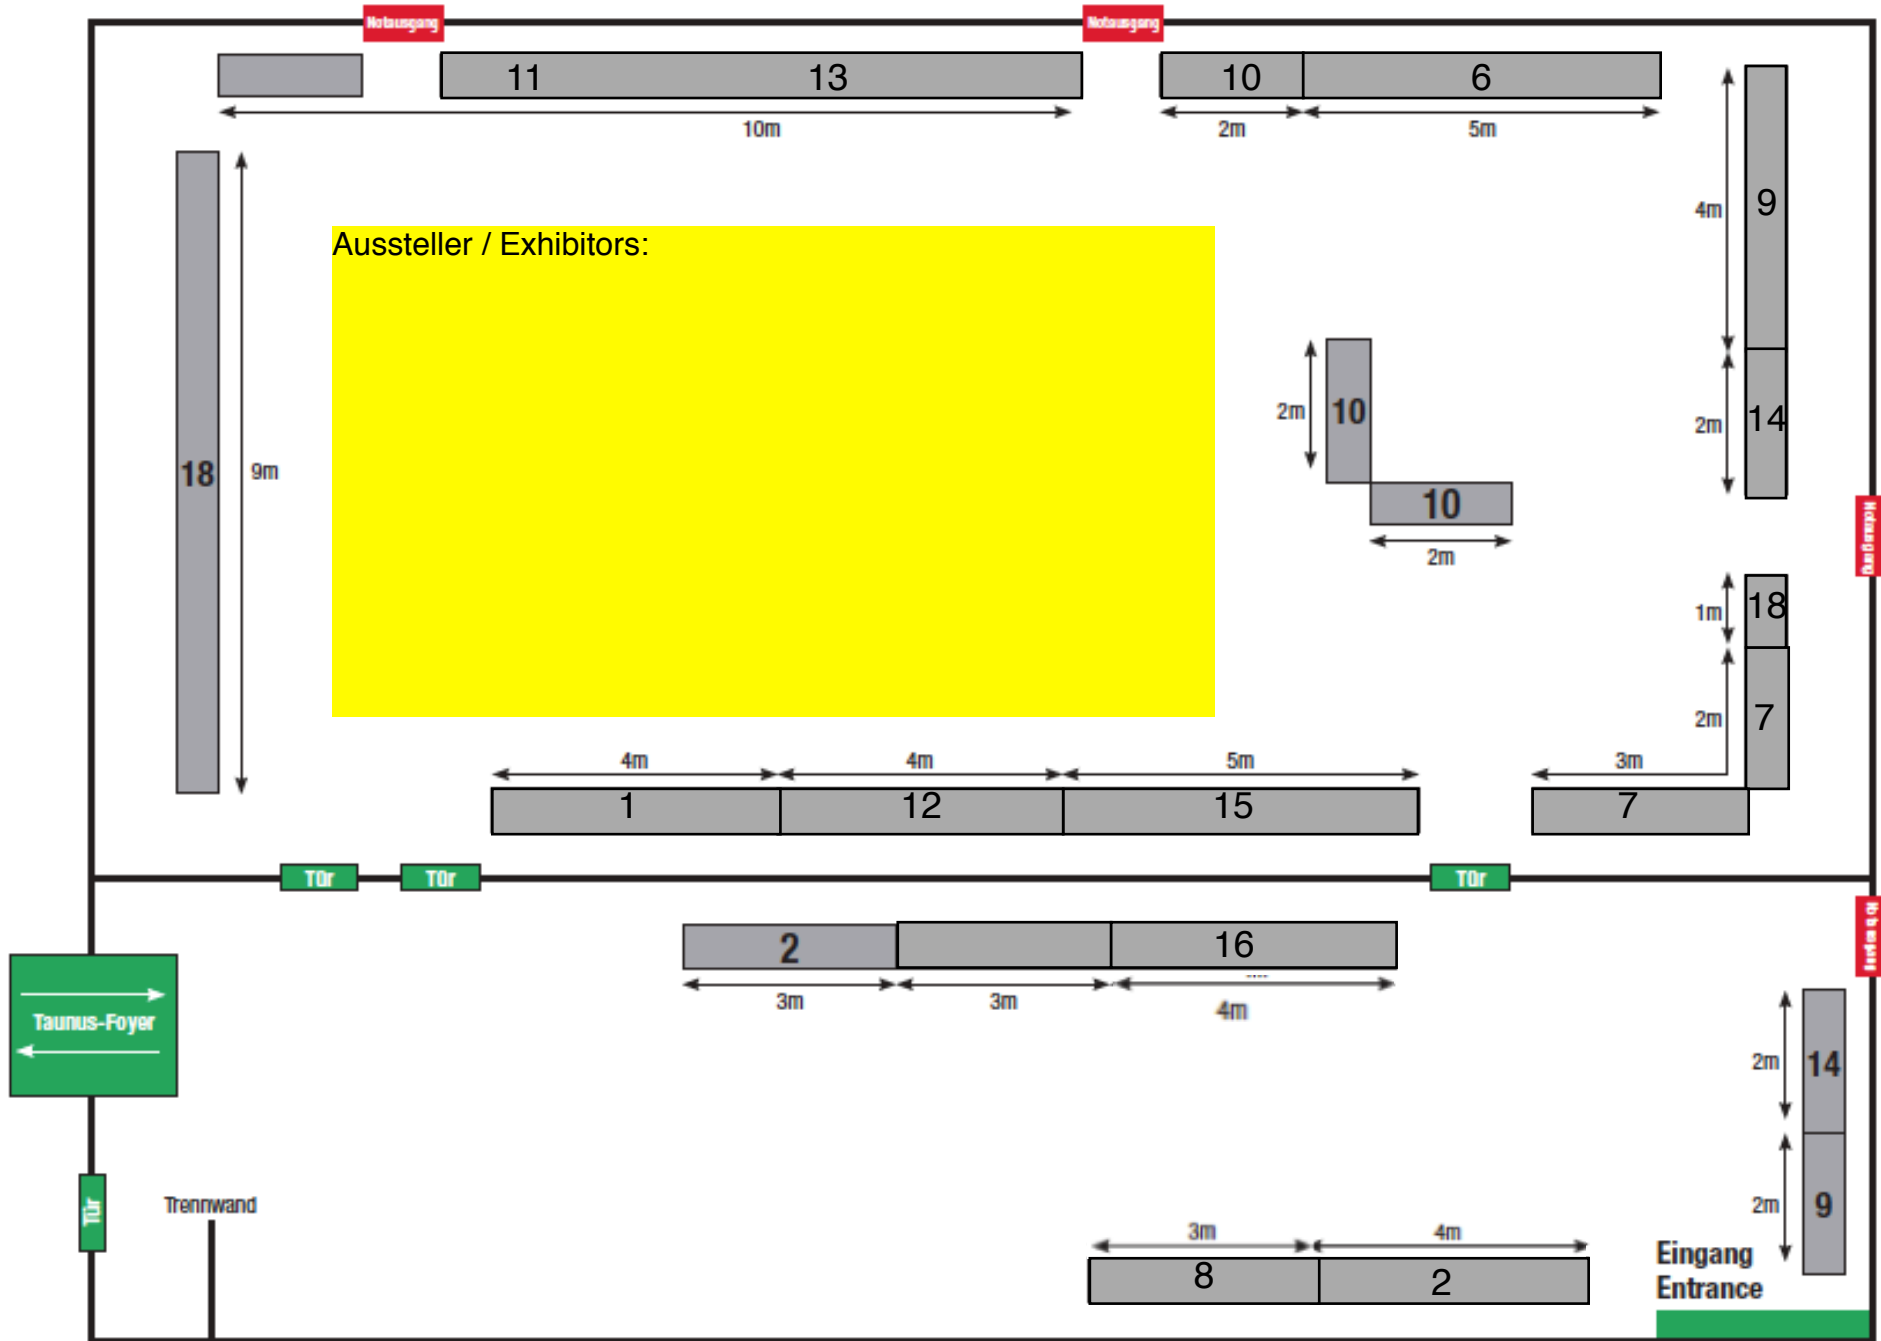 Notausgang
Notausgang
11
13
10
6
10m
2m
5m
9
4m
Aussteller / Exhibitors:
2m
10
14
2m
18
9m
10
2m
Notausgang
1m
18
2m
7
4m
4m
5m
3m
1
12
15
7
Tür
Tür
Tür
2
16
3m
3m
4m
Taunus-Foyer
2m
14
2m
9
Tür
Trennwand
3m
4m
8
2
Eingang
Entrance